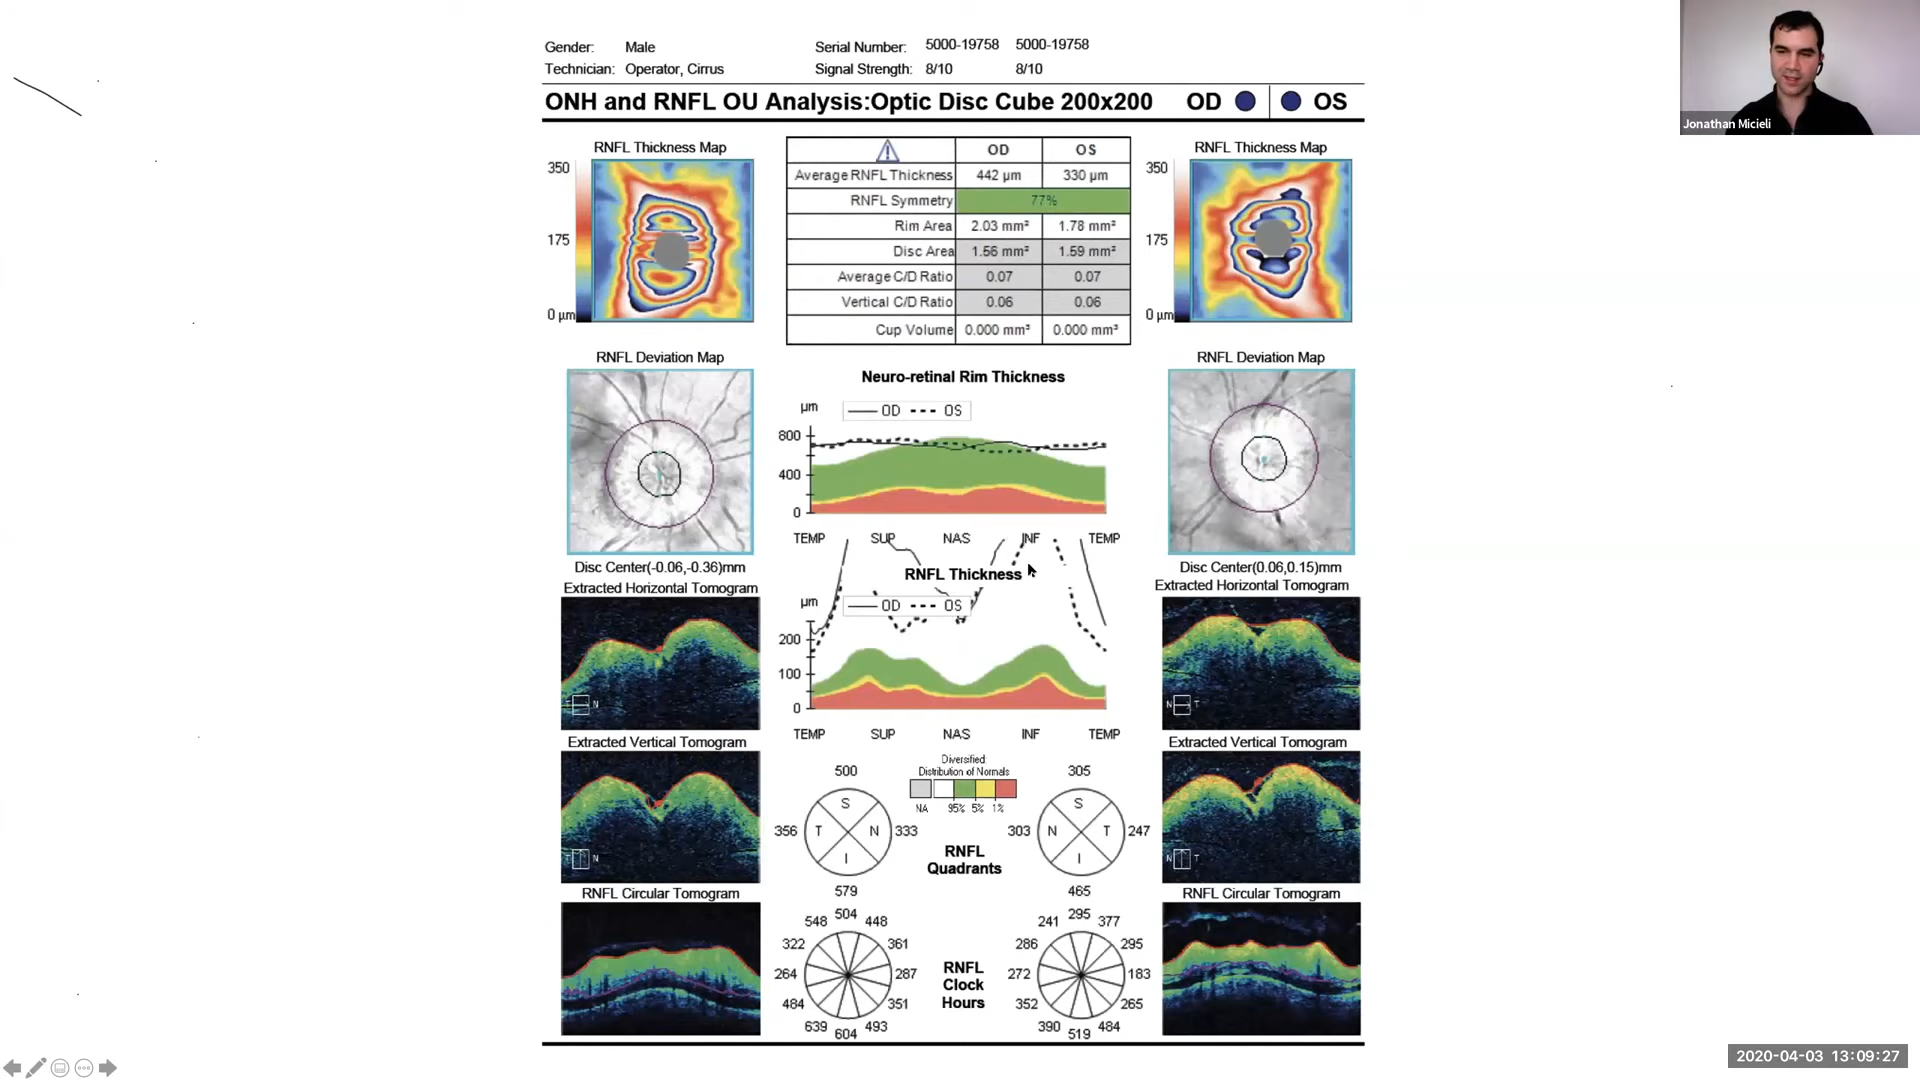 Gender: Male Serial Number: 5000-19758 5000-19758
Technician: Operator, Cirrus Signal Strength: 8/10 8/10
ONH and RNFL OU Analysis:Optic Disc Cube 200x200 OD OS
Jonathan Micieli
RNFL Thickness Map
350
175
0 µm
OD OS
Average RNFL Thickness 442 µm 330 µm
RNFL Symmetry 77%
Rim Area 2.03 mm² 1.78 mm²
Disc Area 1.56 mm² 1.59 mm²
Average C/D Ratio 0.07 0.07
Vertical C/D Ratio 0.06 0.06
Cup Volume 0.000 mm³ 0.000 mm³
RNFL Thickness Map
350
175
0 µm
RNFL Deviation Map
Disc Center(-0.06,-0.36)mm
Extracted Horizontal Tomogram
T N
Extracted Vertical Tomogram
T N
RNFL Circular Tomogram
Neuro-retinal Rim Thickness
µm OD OS
800
400
0
TEMP SUP NAS INF TEMP
RNFL Thickness
µm OD OS
200
100
0
TEMP SUP NAS INF TEMP
Diversified:
Distribution of Normals
NA 95% 5% 1%
500
S
356 T N 333
I
579
305
S
303 N T 247
I
465
RNFL
Quadrants
548 504 448
322 361
264 287
484 351
639 604 493
RNFL
Clock
Hours
241 295 377
286 295
272 183
352 265
390 519 484
RNFL Deviation Map
Disc Center(0.06,0.15)mm
Extracted Horizontal Tomogram
N T
Extracted Vertical Tomogram
N T
RNFL Circular Tomogram
2020-04-03 13:09:27